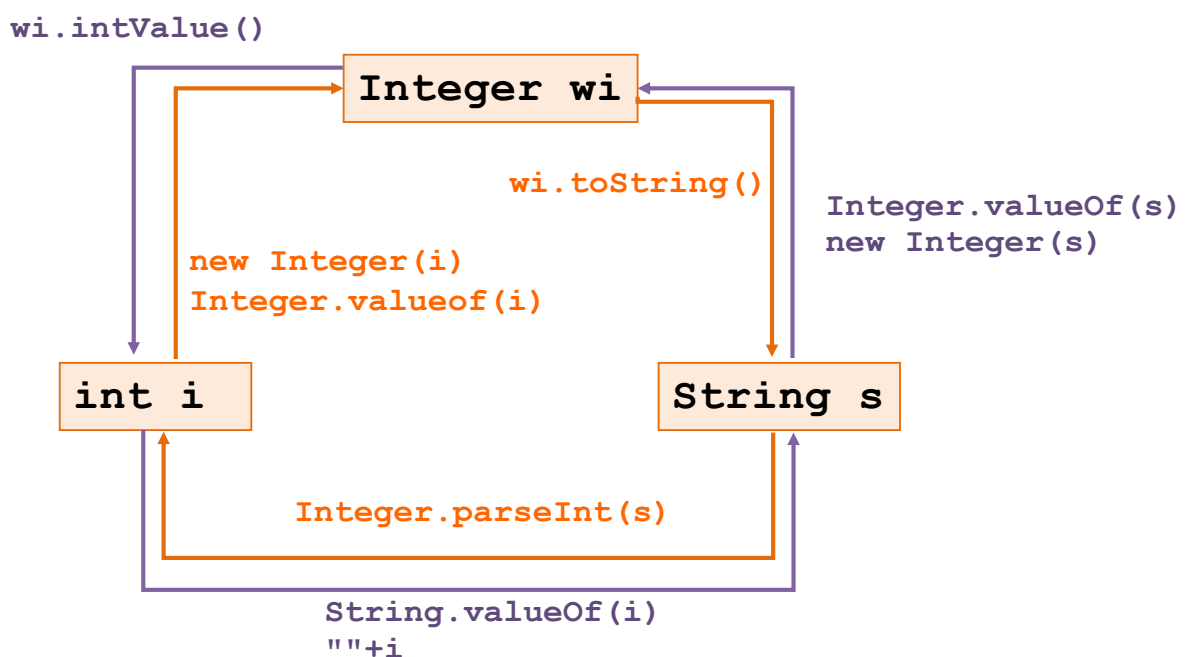 wi.intValue()
Integer wi
wi.toString()
Integer.valueOf(s)
new Integer(s)
new Integer(i)
Integer.valueof(i)
int i
String s
Integer.parseInt(s)
String.valueOf(i)
""+i